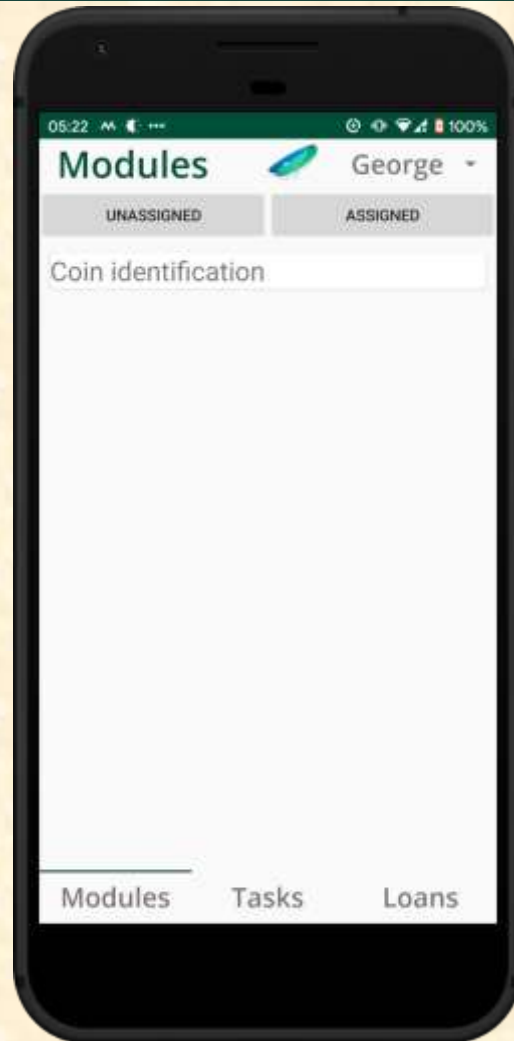 05:22 100%
Modules George
UNASSIGNED ASSIGNED
Coin identification
Modules Tasks Loans